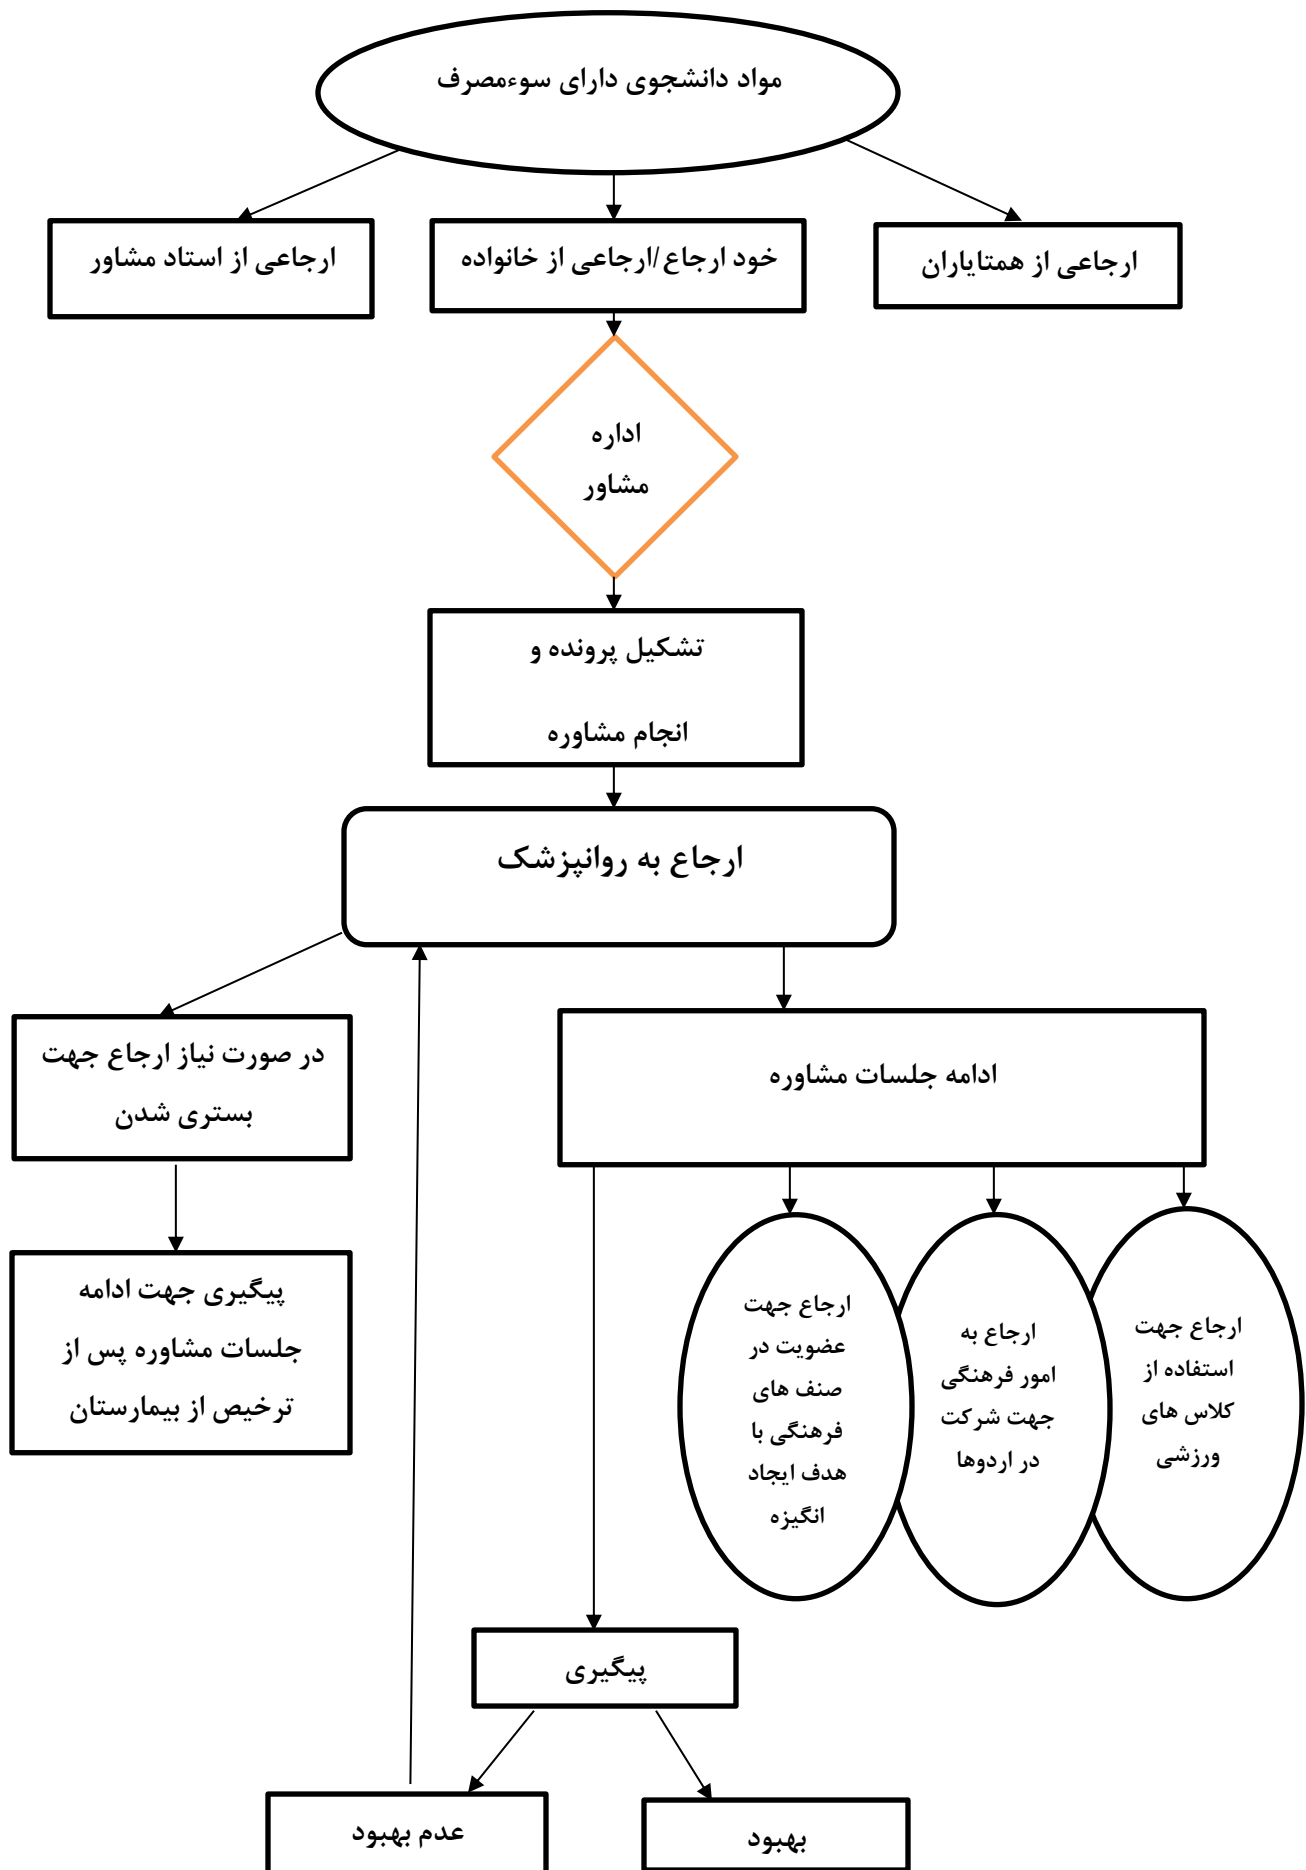 مواد دانشجوی دارای سوءمصرف
ارجاعی از همتایاران
خود ارجاع/ارجاعی از خانواده
ارجاعی از استاد مشاور
اداره
مشاور
تشکیل پرونده و
انجام مشاوره
ارجاع به روانپزشک
ادامه جلسات مشاوره
در صورت نیاز ارجاع جهت
بستری شدن
پیگیری جهت ادامه
جلسات مشاوره پس از
ترخیص از بیمارستان
ارجاع جهت
استفاده از
کلاس های
ورزشی
ارجاع به
امور فرهنگی
جهت شرکت
در اردوها
ارجاع جهت
عضویت در
صنف های
فرهنگی با
هدف ایجاد
انگیزه
پیگیری
بهبود
عدم بهبود